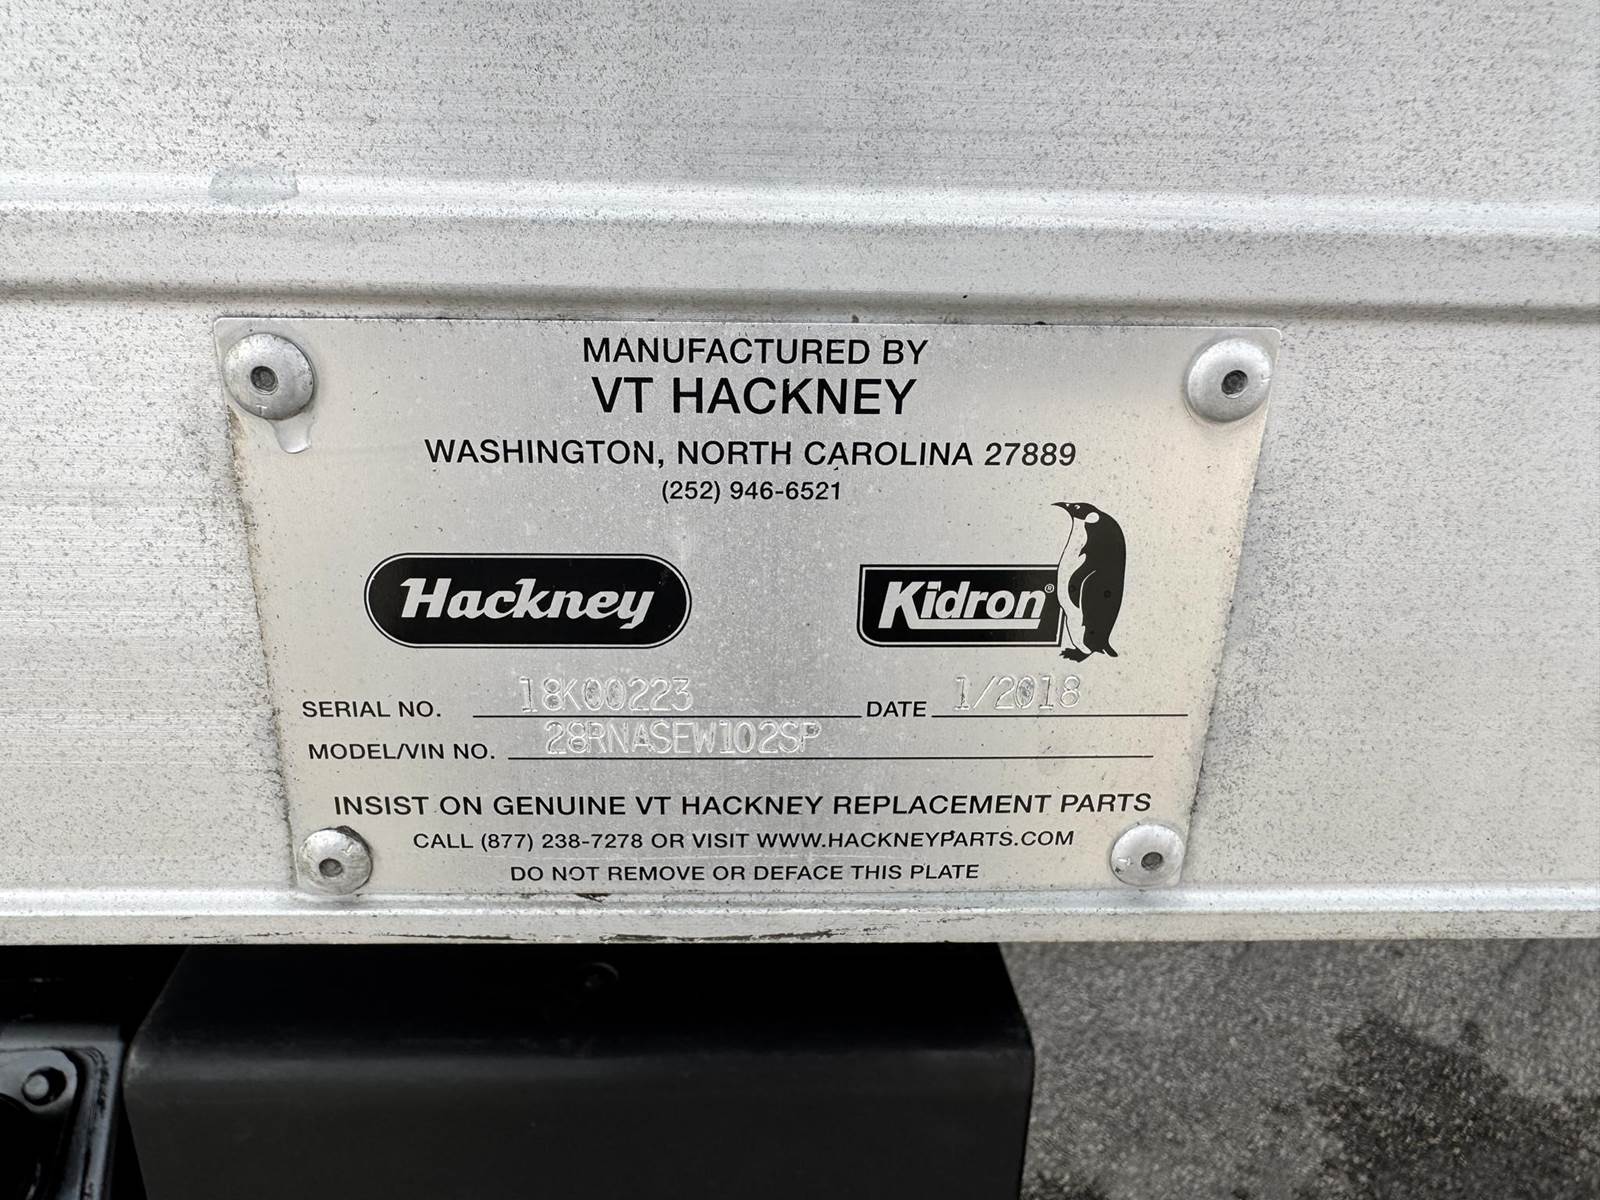 MANUFACTURED BY
VT HACKNEY
WASHINGTON, NORTH CAROLINA 27889
(252) 946-6521
Hackney
Kidron®
SERIAL NO. 18K00223 DATE 1/2018
MODEL/VIN NO. 28RNASEW102SP
INSIST ON GENUINE VT HACKNEY REPLACEMENT PARTS
CALL (877) 238-7278 OR VISIT WWW.HACKNEYPARTS.COM
DO NOT REMOVE OR DEFACE THIS PLATE